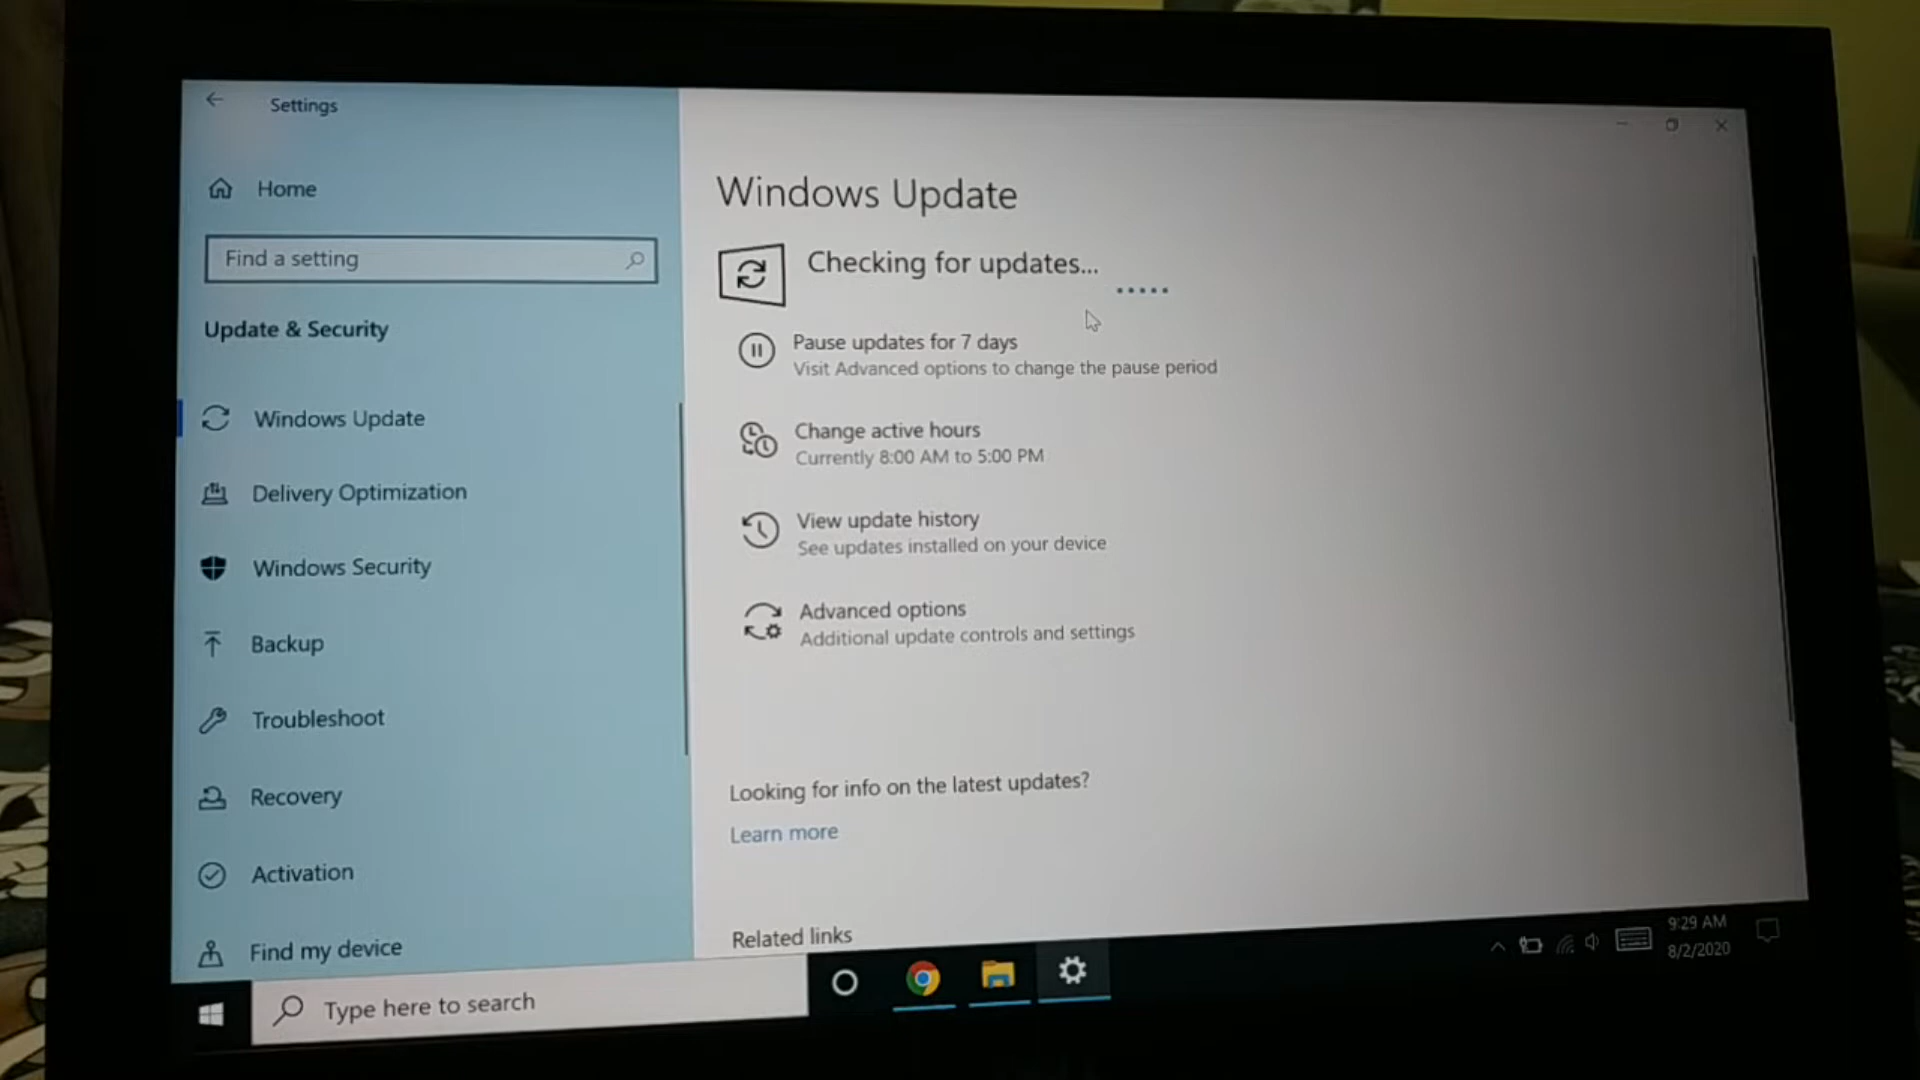 Settings
Home
Find a setting
Update & Security
Windows Update
Delivery Optimization
Windows Security
Backup
Troubleshoot
Recovery
Activation
Find my device
Windows Update
Checking for updates...
Pause updates for 7 days
Visit Advanced options to change the pause period
Change active hours
Currently 8:00 AM to 5:00 PM
View update history
See updates installed on your device
Advanced options
Additional update controls and settings
Looking for info on the latest updates?
Learn more
Related links
Type here to search
9:29 AM
8/2/2020